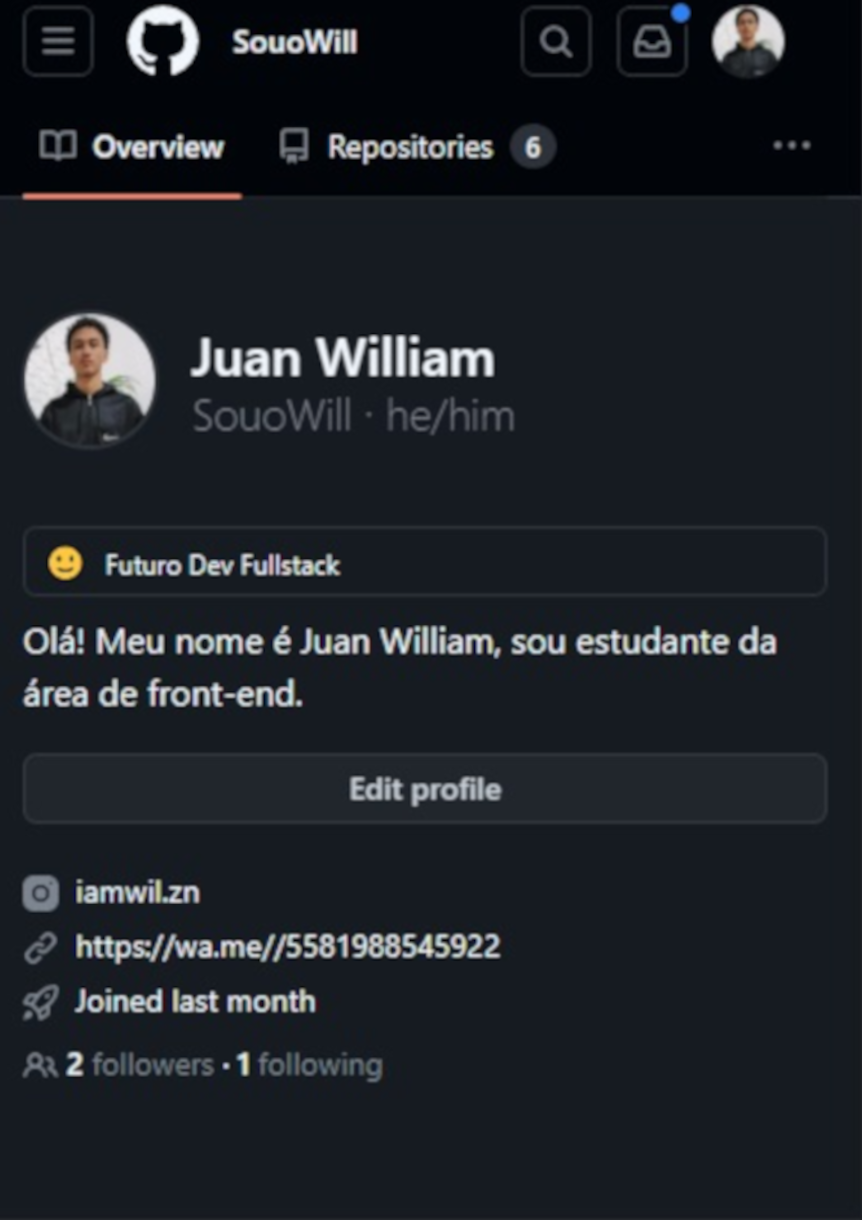 SouoWill
Overview
Repositories 6
Juan William
SouoWill · he/him
Futuro Dev Fullstack
Olá! Meu nome é Juan William, sou estudante da
área de front-end.
Edit profile
iamwil.zn
https://wa.me//5581988545922
Joined last month
2 followers · 1 following